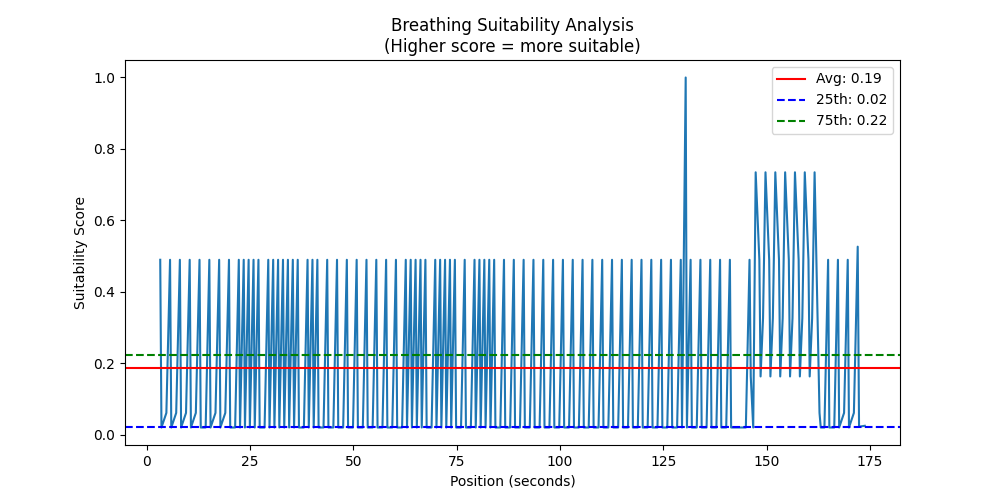 Breathing Suitability Analysis
(Higher score = more suitable)
Avg: 0.19
25th: 0.02
75th: 0.22
Suitability Score
1.0
0.8
0.6
0.4
0.2
0.0
0 25 50 75 100 125 150 175
Position (seconds)